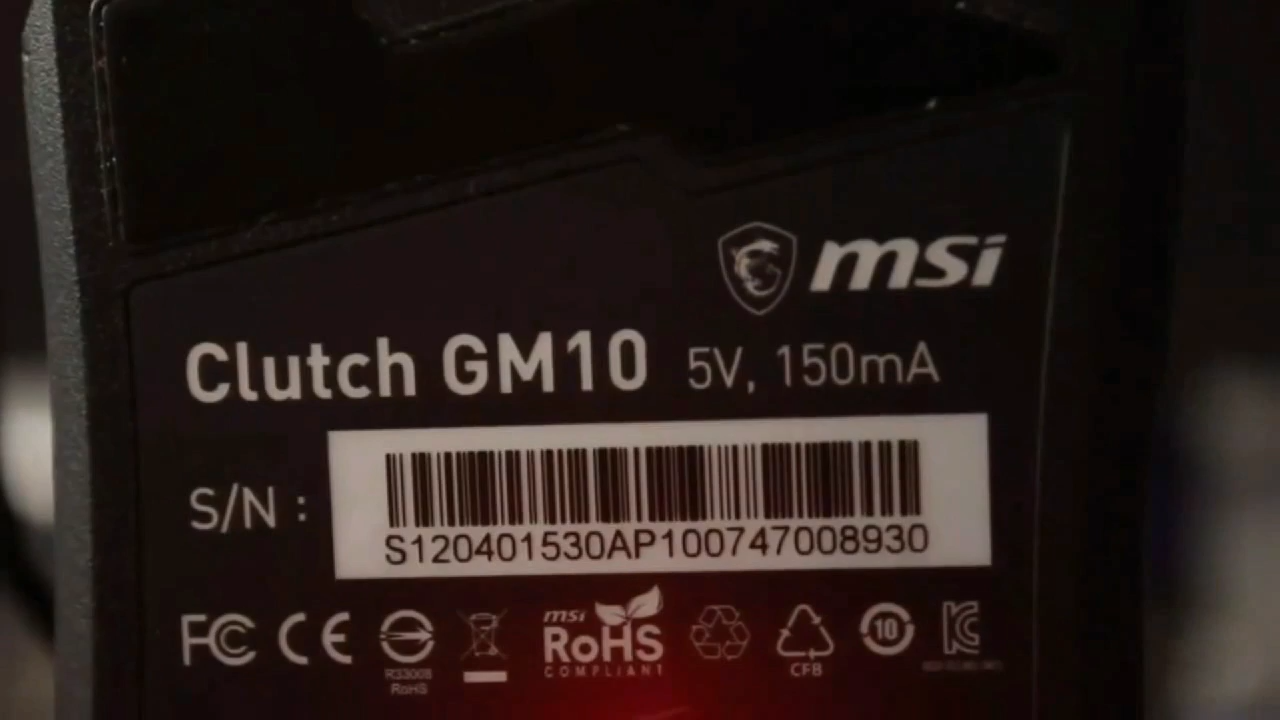 msi
Clutch GM10 5V, 150mA
S/N :
S120401530AP100747008930
FC CE msi
RoHS
COMPLIANT
CFB
10
R33008
RoHS